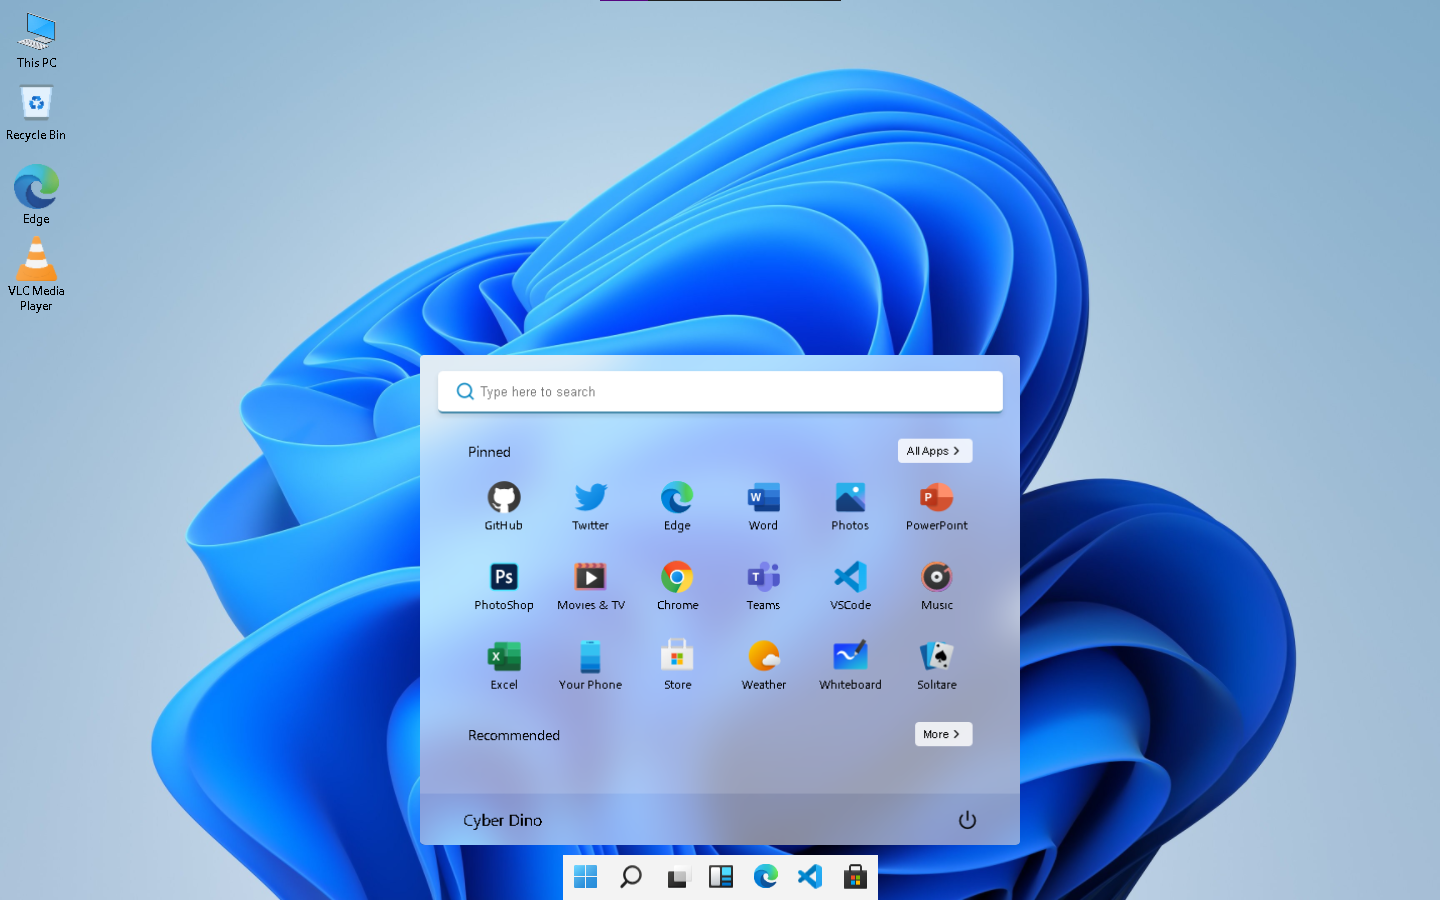 This PC
Recycle Bin
Edge
VLC Media
Player
Type here to search
Pinned
All Apps
GitHub
Twitter
Edge
Word
Photos
PowerPoint
PhotoShop
Movies & TV
Chrome
Teams
VSCode
Music
Excel
Your Phone
Store
Weather
Whiteboard
Solitare
Recommended
More
Cyber Dino
W
P
Ps
T
X